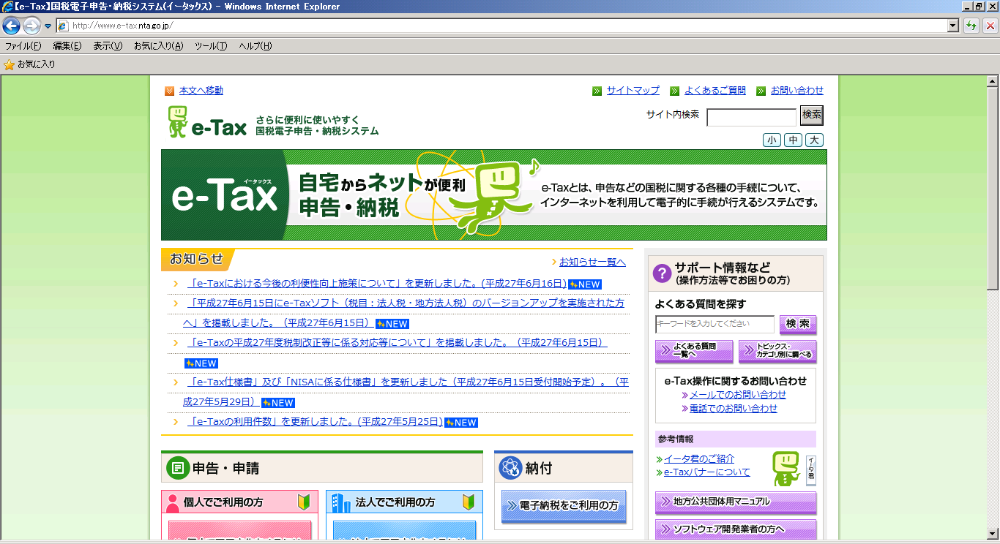 【e-Tax】国税電子申告・納税システム(イータックス) - Windows Internet Explorer
http://www.e-tax.nta.go.jp/
ファイル(F) 編集(E) 表示(V) お気に入り(A) ツール(T) ヘルプ(H)
お気に入り
本文へ移動 サイトマップ よくあるご質問 お問い合わせ
e-Tax さらに便利に使いやすく
国税電子申告・納税システム
サイト内検索 検索
小 中 大
イータックス
e-Tax
自宅からネットが便利
申告・納税
e-Taxとは、申告などの国税に関する各種の手続について、
インターネットを利用して電子的に手続が行えるシステムです。
お知らせ お知らせ一覧へ
「e-Taxにおける今後の利便性向上施策について」を更新しました。(平成27年6月16日) NEW
「平成27年6月15日にe-Taxソフト（税目：法人税・地方法人税）のバージョンアップを実施された方
へ」を掲載しました。（平成27年6月15日） NEW
「e-Taxの平成27年度税制改正等に係る対応等について」を掲載しました。（平成27年6月15日）
NEW
「e-Tax仕様書」及び「NISAに係る仕様書」を更新しました（平成27年6月15日受付開始予定）。（平
成27年5月29日） NEW
「e-Taxの利用件数」を更新しました。(平成27年5月25日) NEW
申告・申請
個人でご利用の方
法人でご利用の方
納付
電子納税をご利用の方
サポート情報など
(操作方法等でお困りの方)
よくある質問を探す
キーワードを入力してください 検索
よくある質問
一覧へ
トピックス・
カテゴリ別に調べる
e-Tax操作に関するお問い合わせ
メールでのお問い合わせ
電話でのお問い合わせ
参考情報
イータ君のご紹介
e-Taxバナーについて
イータ君
地方公共団体用マニュアル
ソフトウェア開発業者の方へ